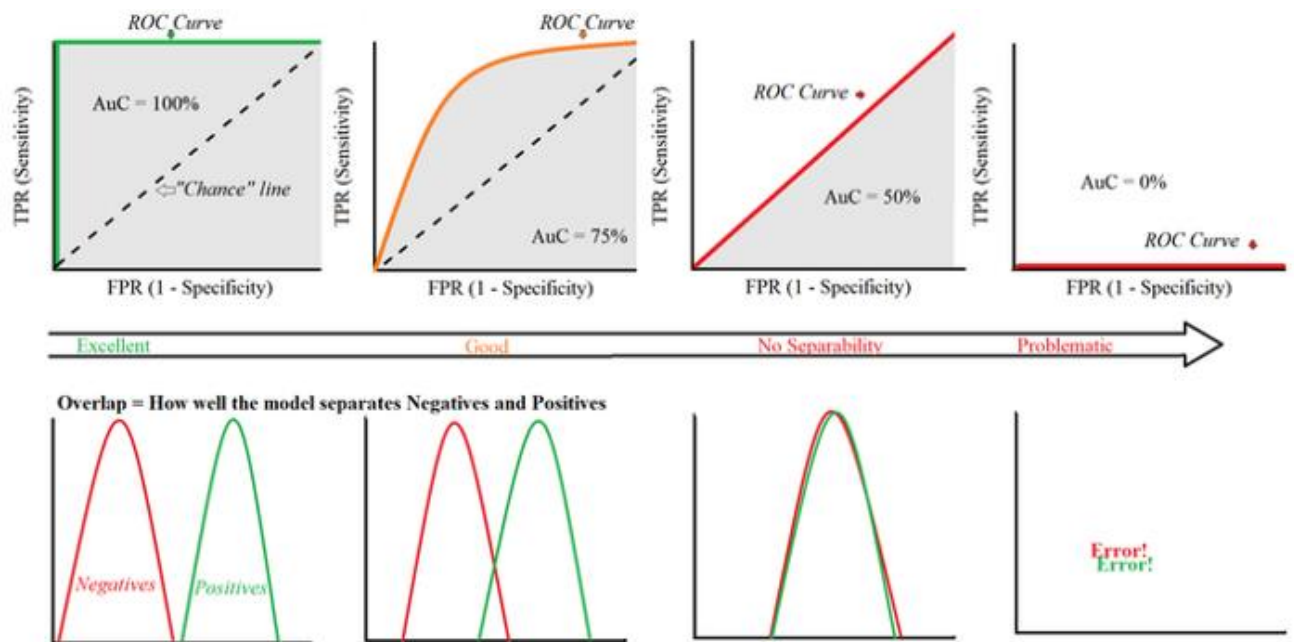 ROC Curve
ROC Curve
TPR (Sensitivity)
AuC = 100%
"Chance" line
FPR (1 - Specificity)
TPR (Sensitivity)
AuC = 75%
FPR (1 - Specificity)
TPR (Sensitivity)
ROC Curve
AuC = 50%
FPR (1 - Specificity)
TPR (Sensitivity)
AuC = 0%
ROC Curve
FPR (1 - Specificity)
Excellent
Good
No Separability
Problematic
Overlap = How well the model separates Negatives and Positives
Negatives
Positives
Error!
Error!